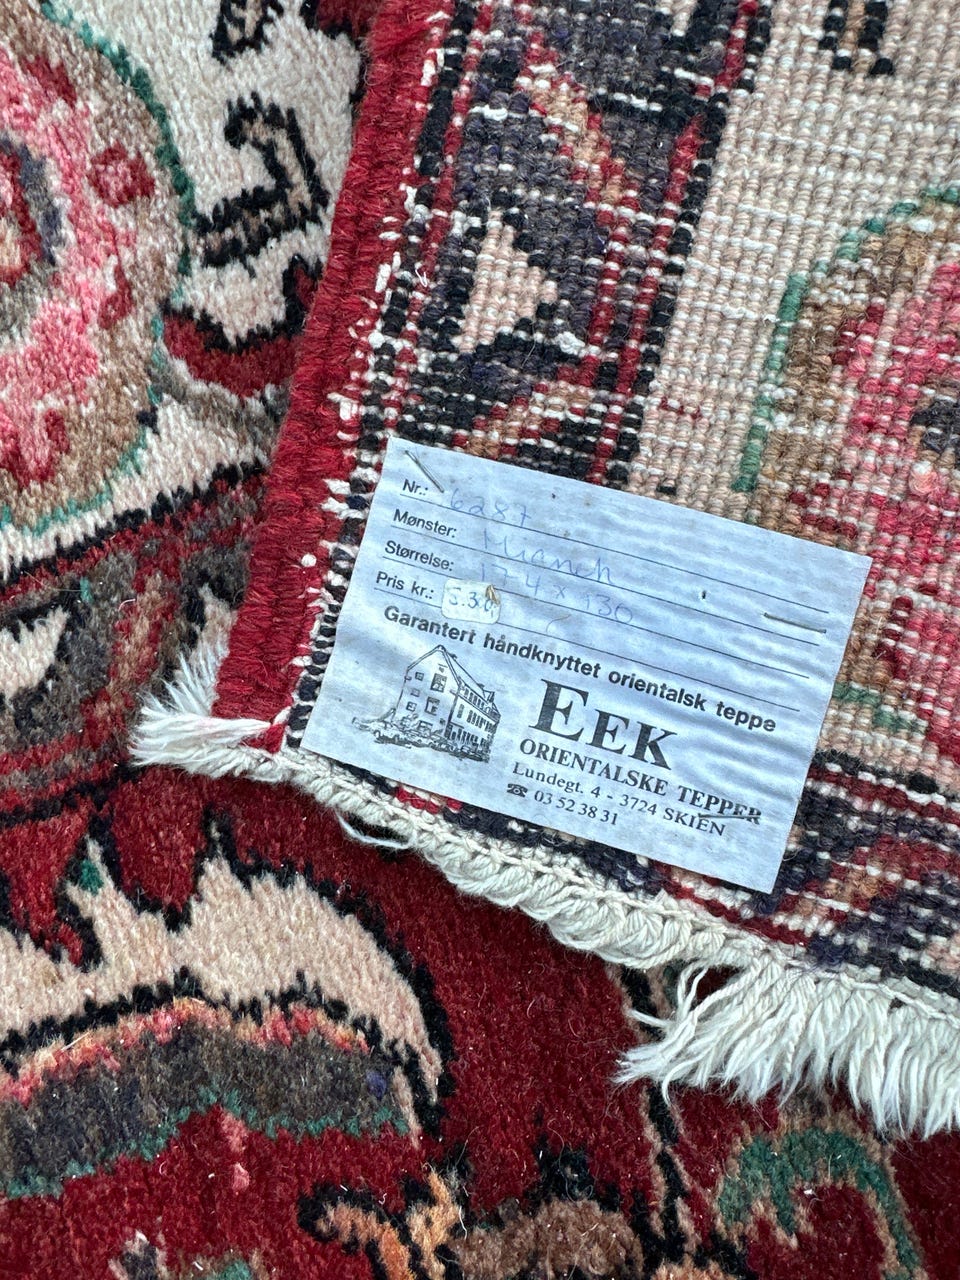 Nr.: 6287
Mønster: Mianeh
Størrelse: 174 x 130
Pris kr.:
Garantert håndknyttet orientalsk teppe
EEK
ORIENTALSKE TEPPER
Lundegt. 4 - 3724 SKIEN
☎ 03 52 38 31